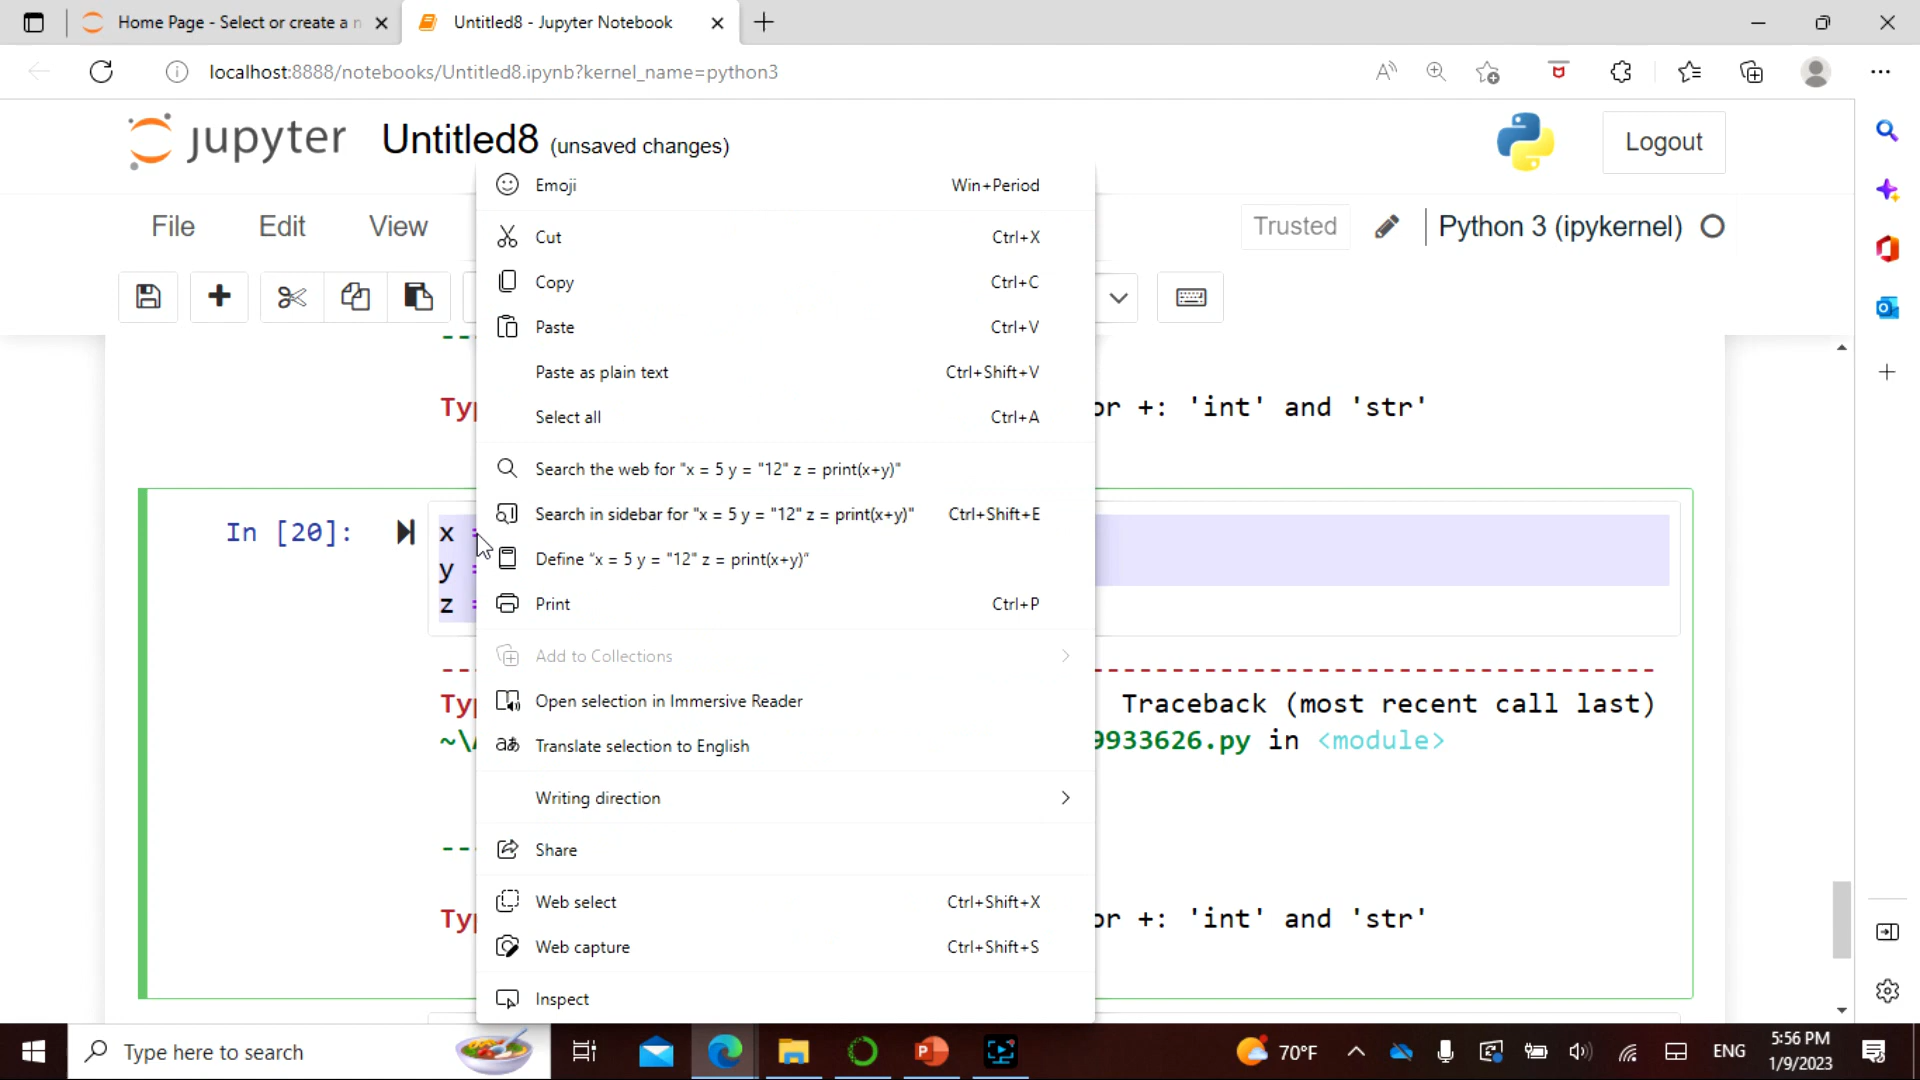 Home Page - Select or create a n
Untitled8 - Jupyter Notebook
localhost:8888/notebooks/Untitled8.ipynb?kernel_name=python3
jupyter Untitled8 (unsaved changes)
Logout
File Edit View
Trusted
Python 3 (ipykernel)
Emoji Win+Period
Cut Ctrl+X
Copy Ctrl+C
Paste Ctrl+V
Paste as plain text Ctrl+Shift+V
Select all Ctrl+A
Search the web for "x = 5 y = "12" z = print(x+y)"
Search in sidebar for "x = 5 y = "12" z = print(x+y)" Ctrl+Shift+E
Define "x = 5 y = "12" z = print(x+y)"
Print Ctrl+P
Add to Collections
Open selection in Immersive Reader
Translate selection to English
Writing direction
Share
Web select Ctrl+Shift+X
Web capture Ctrl+Shift+S
Inspect
or +: 'int' and 'str'
In [20]:
x =
y =
z =
Traceback (most recent call last)
9933626.py in <module>
or +: 'int' and 'str'
Type here to search
70°F
ENG
5:56 PM
1/9/2023